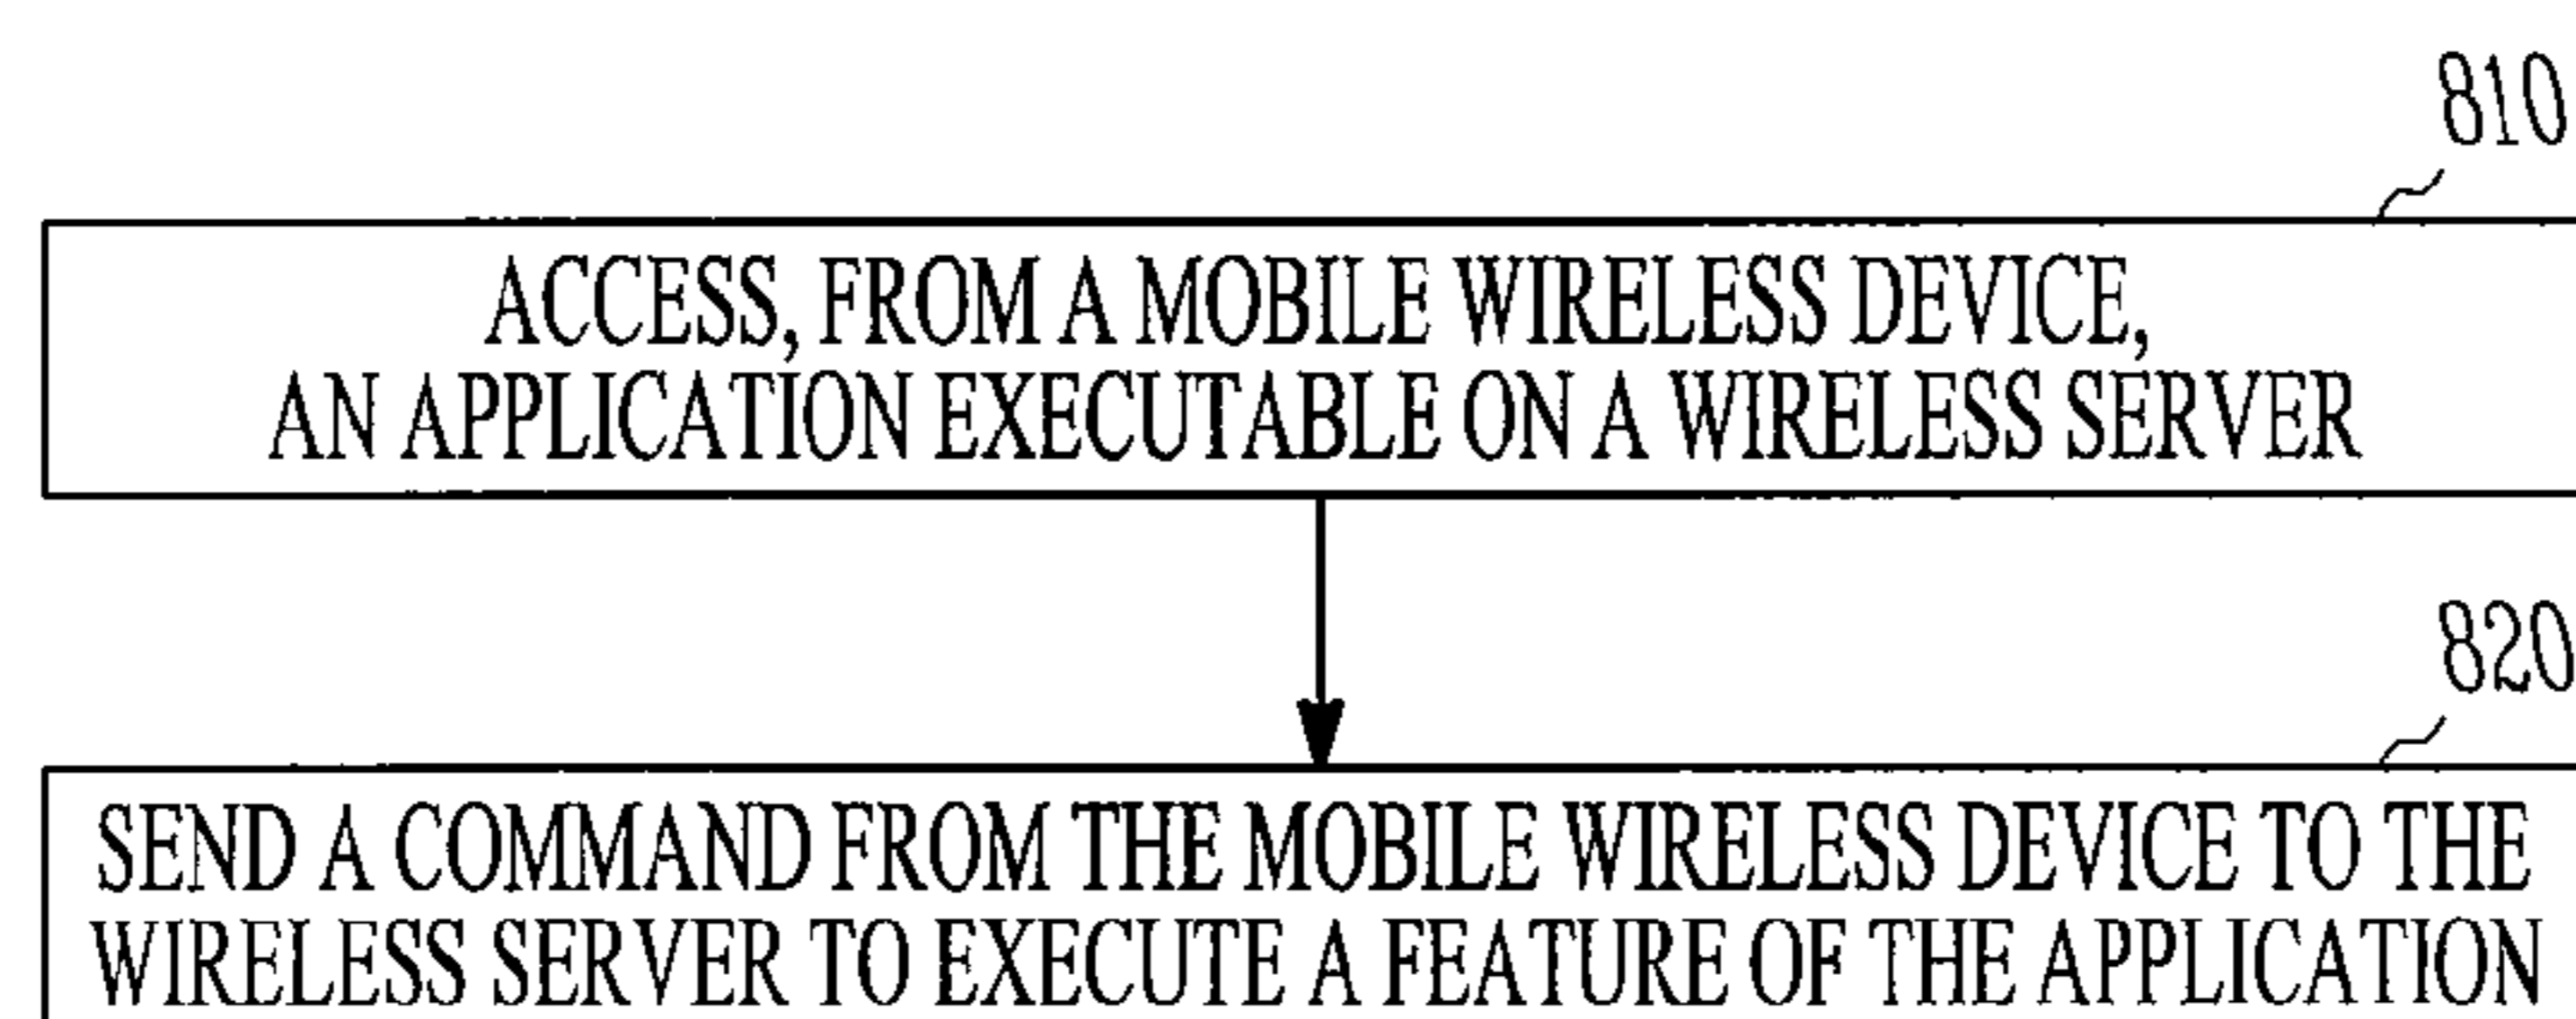 810
ACCESS, FROM A MOBILE WIRELESS DEVICE,
AN APPLICATION EXECUTABLE ON A WIRELESS SERVER
820
SEND A COMMAND FROM THE MOBILE WIRELESS DEVICE TO THE
WIRELESS SERVER TO EXECUTE A FEATURE OF THE APPLICATION